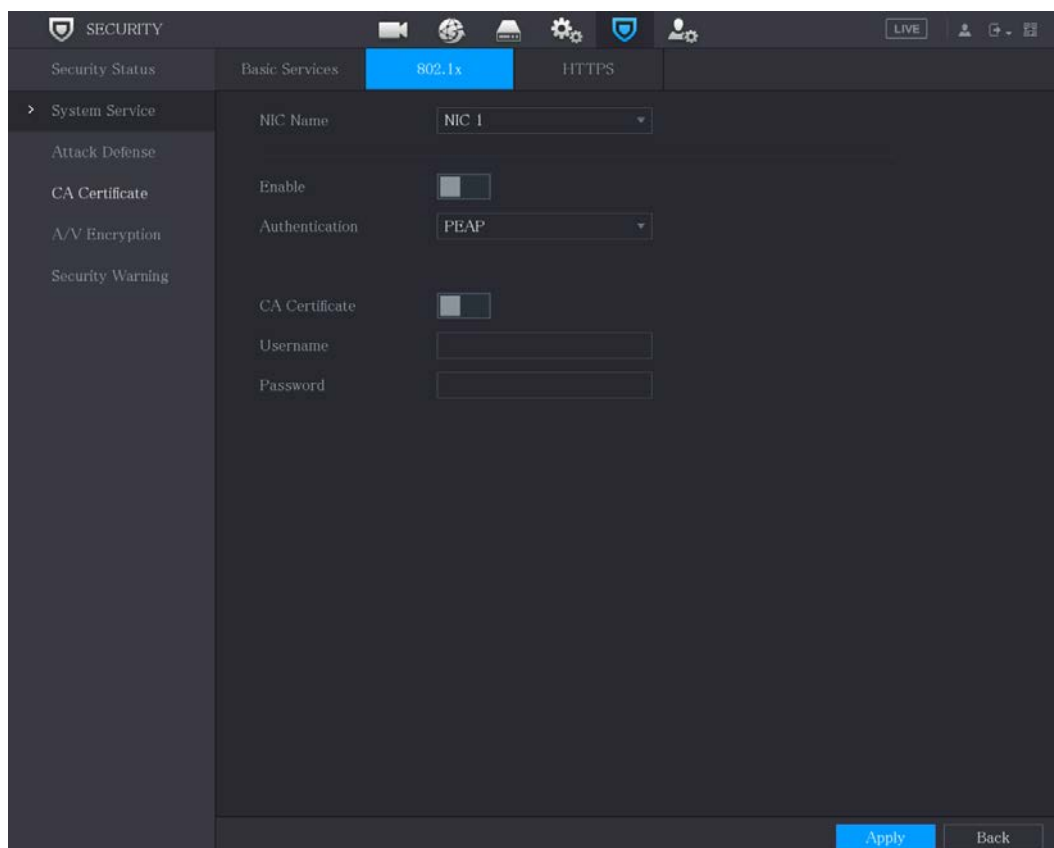 SECURITY
LIVE
Security Status
Basic Services
802.1x
HTTPS
System Service
NIC Name
NIC 1
Attack Defense
CA Certificate
Enable
A/V Encryption
Authentication
PEAP
Security Warning
CA Certificate
Username
Password
Apply
Back